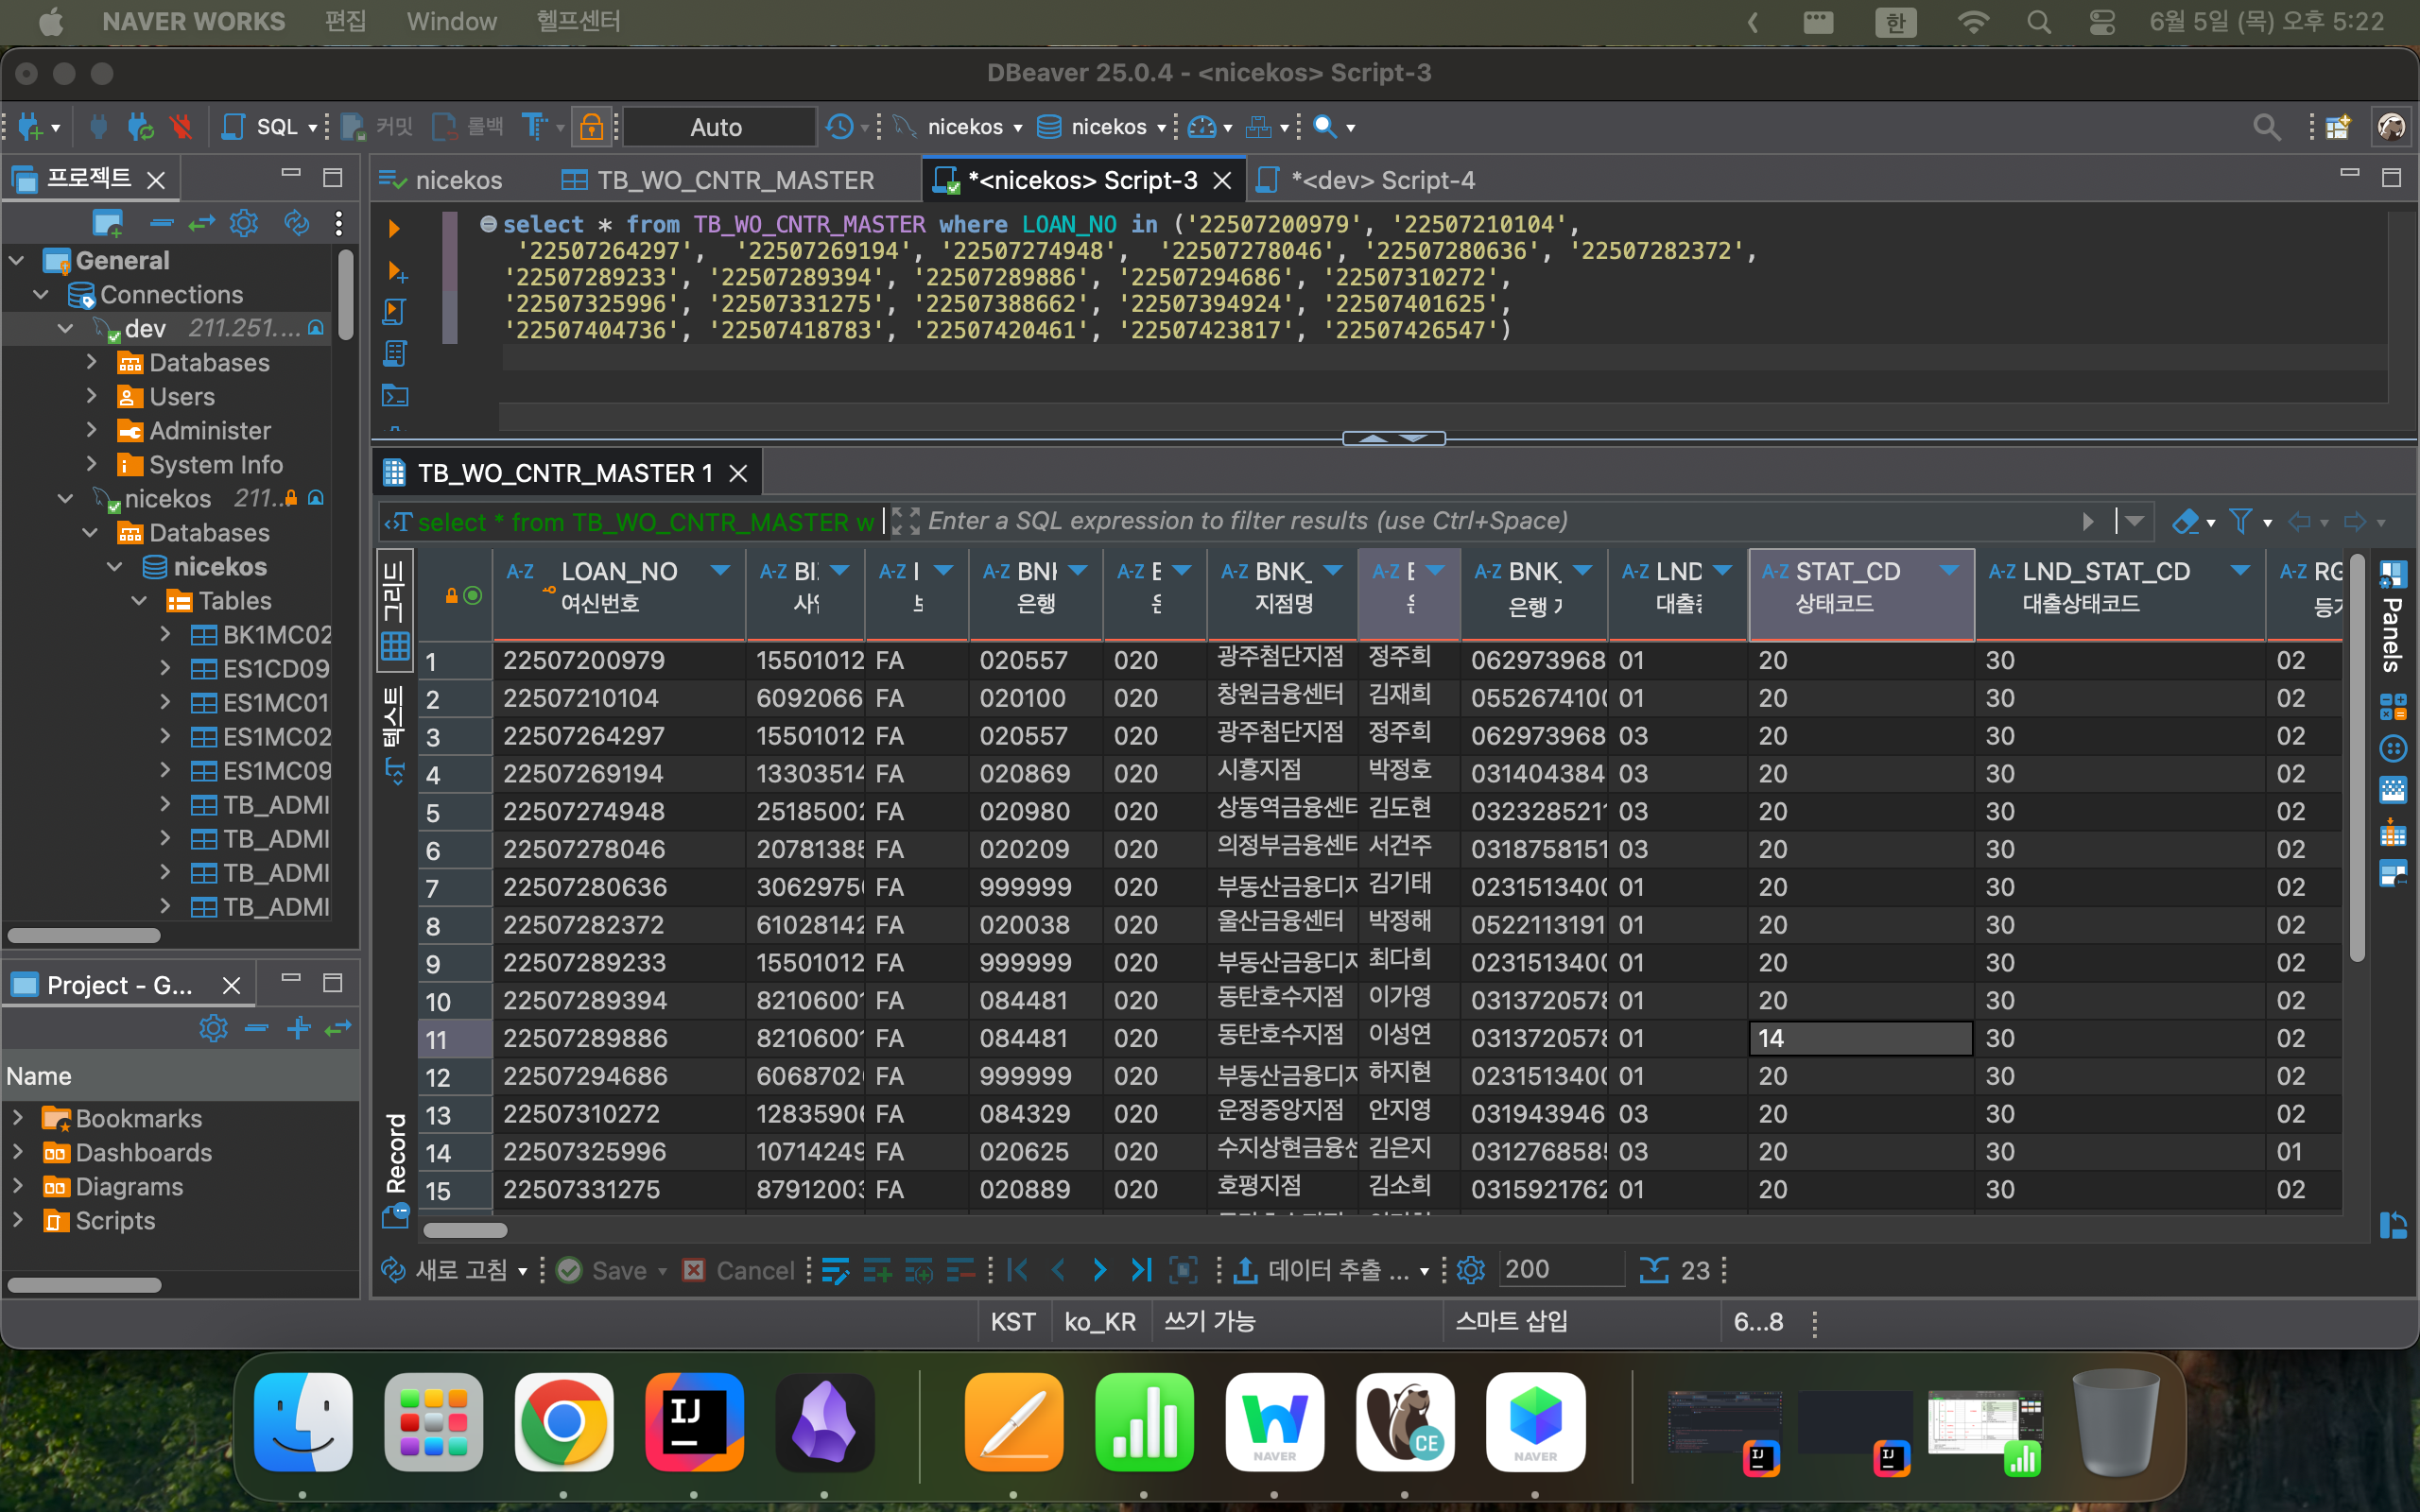 NAVER WORKS 편집 Window 헬프센터 한 6월 5일 (목) 오후 5:22
DBeaver 25.0.4 - <nicekos> Script-3
SQL 커밋 롤백 Auto nicekos nicekos
프로젝트
nicekos TB_WO_CNTR_MASTER *<nicekos> Script-3 *<dev> Script-4
General
Connections
dev 211.251....
Databases
Users
Administer
System Info
nicekos 211...
Databases
nicekos
Tables
BK1MC02
ES1CD09
ES1MC01
ES1MC02
ES1MC09
TB_ADMI
TB_ADMI
TB_ADMI
TB_ADMI
Project - G...
Name
Bookmarks
Dashboards
Diagrams
Scripts
select * from TB_WO_CNTR_MASTER where LOAN_NO in ('22507200979', '22507210104',
'22507264297', '22507269194', '22507274948', '22507278046', '22507280636', '22507282372',
'22507289233', '22507289394', '22507289886', '22507294686', '22507310272',
'22507325996', '22507331275', '22507388662', '22507394924', '22507401625',
'22507404736', '22507418783', '22507420461', '22507423817', '22507426547')
TB_WO_CNTR_MASTER 1
select * from TB_WO_CNTR_MASTER w Enter a SQL expression to filter results (use Ctrl+Space)
그리드
텍스트
Record
Panels
A-Z LOAN_NO A-Z A-Z A-Z A-Z A-Z BNK_ A-Z A-Z BNK_ A-Z LND A-Z STAT_CD A-Z LND_STAT_CD A-Z RG
여신번호 은행 지점명 은행 상태코드 대출상태코드
1 22507200979 15501012 FA 020557 020 광주첨단지점 정주희 062973968 01 20 30 02
2 22507210104 6092066 FA 020100 020 창원금융센터 김재희 055267410 01 20 30 02
3 22507264297 15501012 FA 020557 020 광주첨단지점 정주희 062973968 03 20 30 02
4 22507269194 13303514 FA 020869 020 시흥지점 박정호 031404384 03 20 30 02
5 22507274948 2518500 FA 020980 020 상동역금융센터 김도현 032328521 03 20 30 02
6 22507278046 20781385 FA 020209 020 의정부금융센터 서건주 0318758151 03 20 30 02
7 22507280636 3062975 FA 999999 020 부동산금융디지 김기태 023151340 01 20 30 02
8 22507282372 61028142 FA 020038 020 울산금융센터 박정해 0522113191 01 20 30 02
9 22507289233 15501012 FA 999999 020 부동산금융디지 최다희 023151340 01 20 30 02
10 22507289394 8210600 FA 084481 020 동탄호수지점 이가영 0313720578 01 20 30 02
11 22507289886 8210600 FA 084481 020 동탄호수지점 이성연 0313720578 01 14 30 02
12 22507294686 6068702 FA 999999 020 부동산금융디지 하지현 023151340 01 20 30 02
13 22507310272 12835906 FA 084329 020 운정중앙지점 안지영 031943946 03 20 30 02
14 22507325996 10714249 FA 020625 020 수지상현금융센 김은지 031276858 03 20 30 01
15 22507331275 87912003 FA 020889 020 호평지점 김소희 0315921762 01 20 30 02
새로 고침 Save Cancel 데이터 추출 ... 200 23
KST ko_KR 쓰기 가능 스마트 삽입 6...8
IJ NAVER CE NAVER IJ IJ